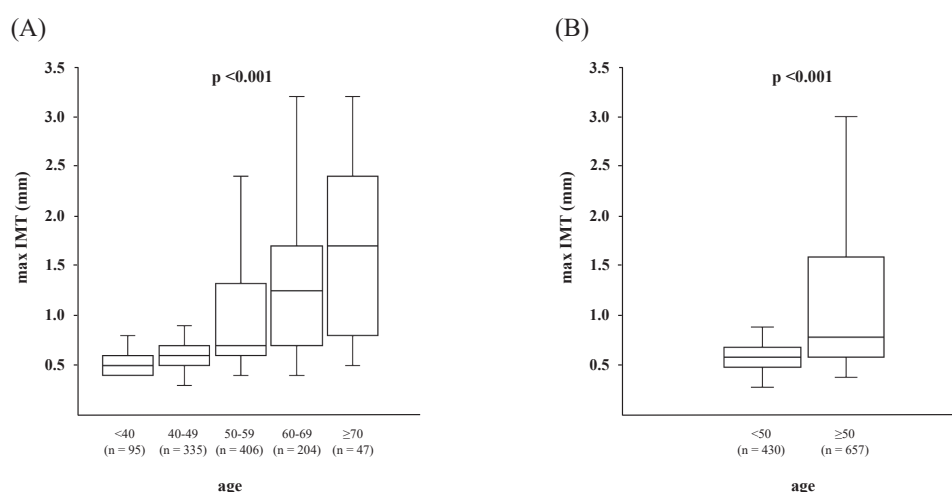 (A)
p <0.001
max IMT (mm)
3.5
3.0
2.5
2.0
1.5
1.0
0.5
<40 40-49 50-59 60-69 ≥70
(n = 95) (n = 335) (n = 406) (n = 204) (n = 47)
age
(B)
p <0.001
max IMT (mm)
3.5
3.0
2.5
2.0
1.5
1.0
0.5
<50 ≥50
(n = 430) (n = 657)
age